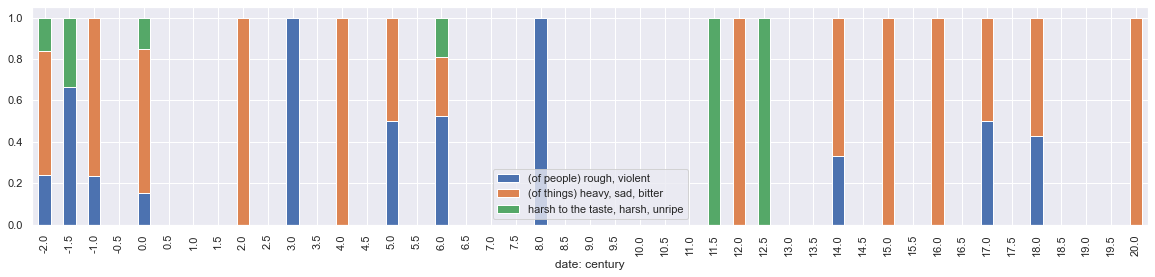 1.0
0.8
0.6
0.4
0.2
0.0
(of people) rough, violent
(of things) heavy, sad, bitter
harsh to the taste, harsh, unripe
-2.0 -1.5 -1.0 -0.5 0.0 0.5 1.0 1.5 2.0 2.5 3.0 3.5 4.0 4.5 5.0 5.5 6.0 6.5 7.0 7.5 8.0 8.5 9.0 9.5 10.0 10.5 11.0 11.5 12.0 12.5 13.0 13.5 14.0 14.5 15.0 15.5 16.0 16.5 17.0 17.5 18.0 18.5 19.0 19.5 20.0
date: century